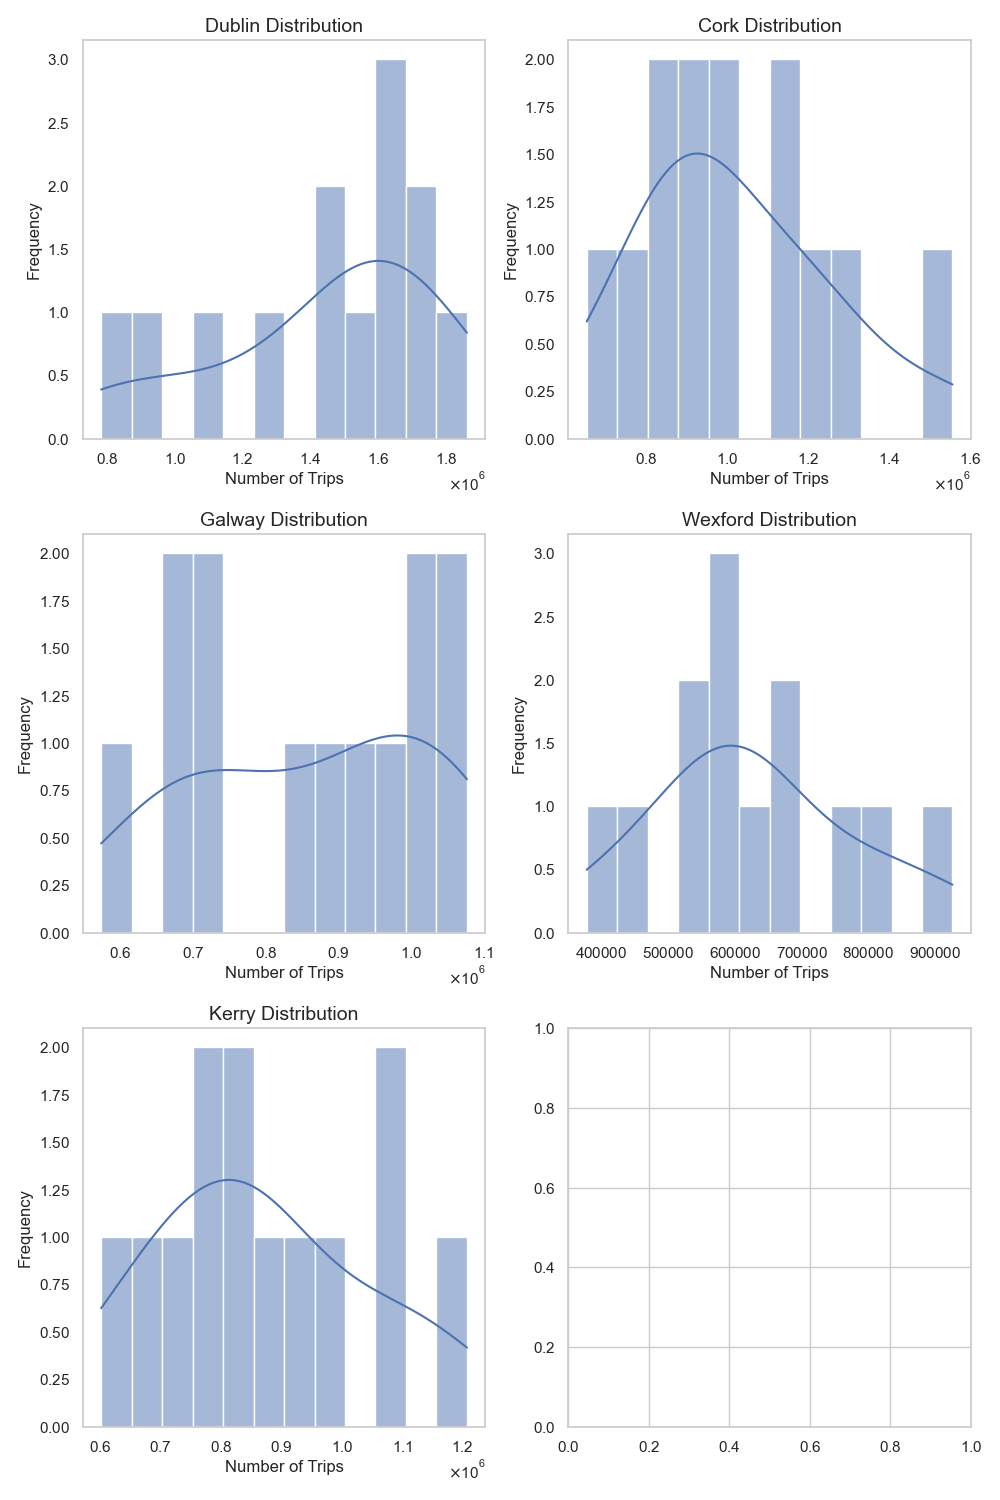 Dublin Distribution
3.0
2.5
2.0
1.5
1.0
0.5
0.0
Frequency
0.8 1.0 1.2 1.4 1.6 1.8
Number of Trips
×10⁶
Cork Distribution
2.00
1.75
1.50
1.25
1.00
0.75
0.50
0.25
0.00
Frequency
0.8 1.0 1.2 1.4 1.6
Number of Trips
×10⁶
Galway Distribution
2.00
1.75
1.50
1.25
1.00
0.75
0.50
0.25
0.00
Frequency
0.6 0.7 0.8 0.9 1.0 1.1
Number of Trips
×10⁶
Wexford Distribution
3.0
2.5
2.0
1.5
1.0
0.5
0.0
Frequency
400000 500000 600000 700000 800000 900000
Number of Trips
Kerry Distribution
2.00
1.75
1.50
1.25
1.00
0.75
0.50
0.25
0.00
Frequency
0.6 0.7 0.8 0.9 1.0 1.1 1.2
Number of Trips
×10⁶
1.0
0.8
0.6
0.4
0.2
0.0
0.0 0.2 0.4 0.6 0.8 1.0